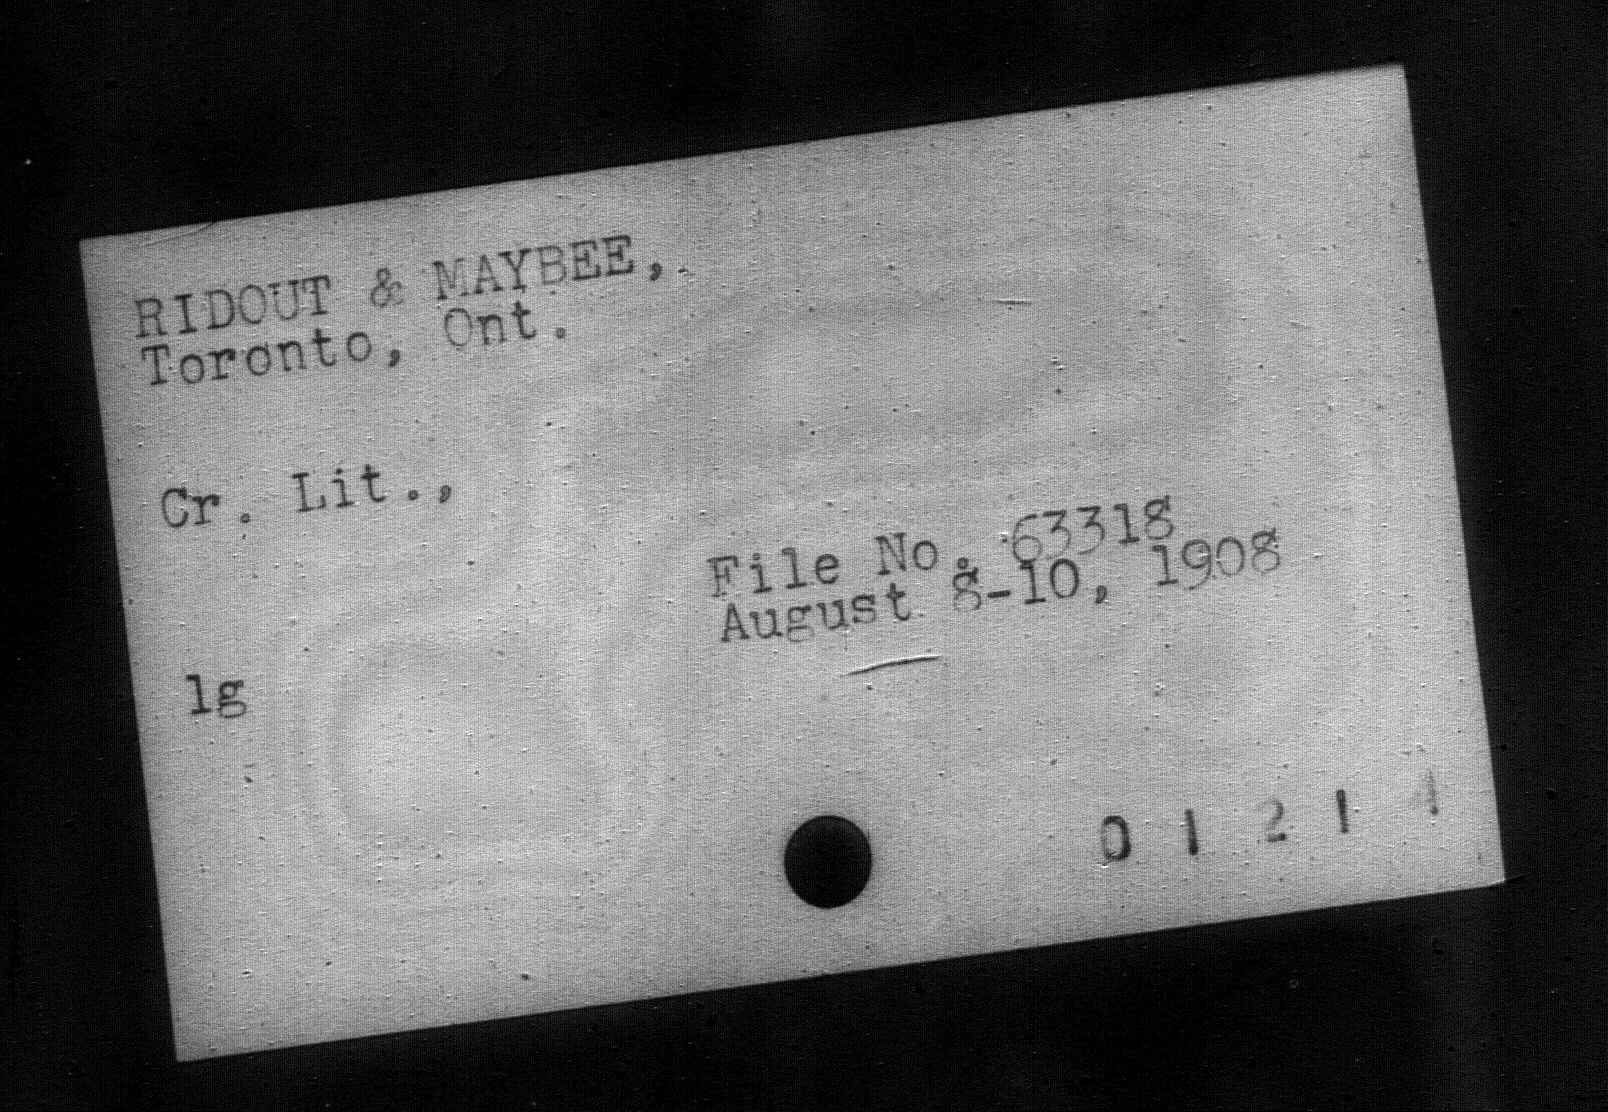 RIDOUT & MAYBEE,
Toronto, Ont.
Cr. Lit.,
File No. 63318
August 8-10, 1908
lg
0 1 2 1